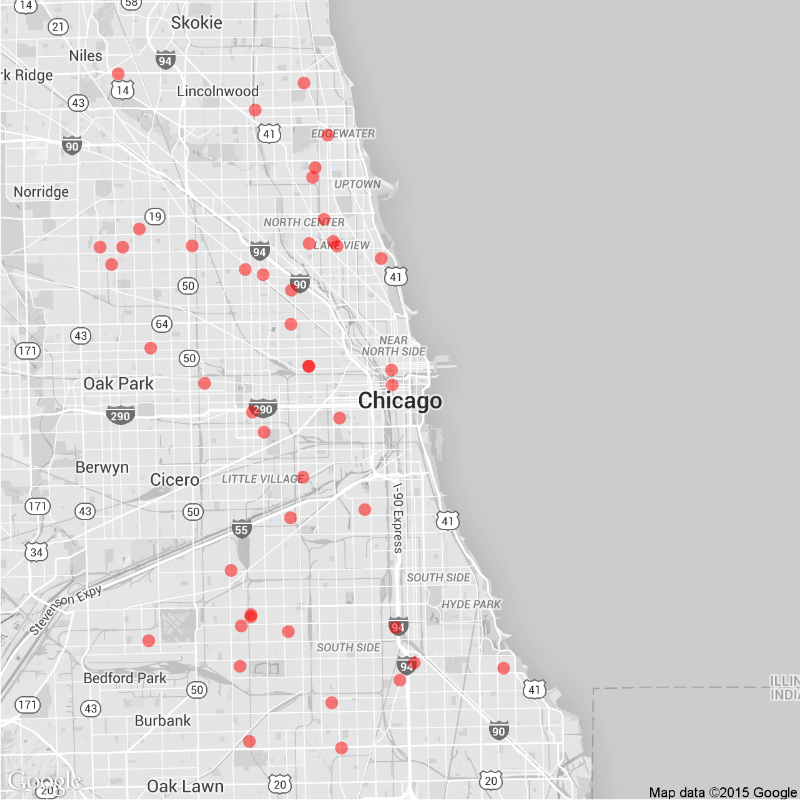 14
58
21
Skokie
94
Niles
rk Ridge
14
Lincolnwood
43
41
EDGEWATER
90
UPTOWN
Norridge
19
NORTH CENTER
94
LAKE VIEW
50
90
41
64
43
NEAR
NORTH SIDE
171
50
Oak Park
290
290
Chicago
Berwyn
Cicero
LITTLE VILLAGE
171
43
50
55
\-90 Express
41
34
SOUTH SIDE
HYDE PARK
Stevenson Expy
94
SOUTH SIDE
94
Bedford Park
50
41
ILLIN
INDIA
171
43
Burbank
90
Google
20
Oak Lawn
20
20
Map data ©2015 Google